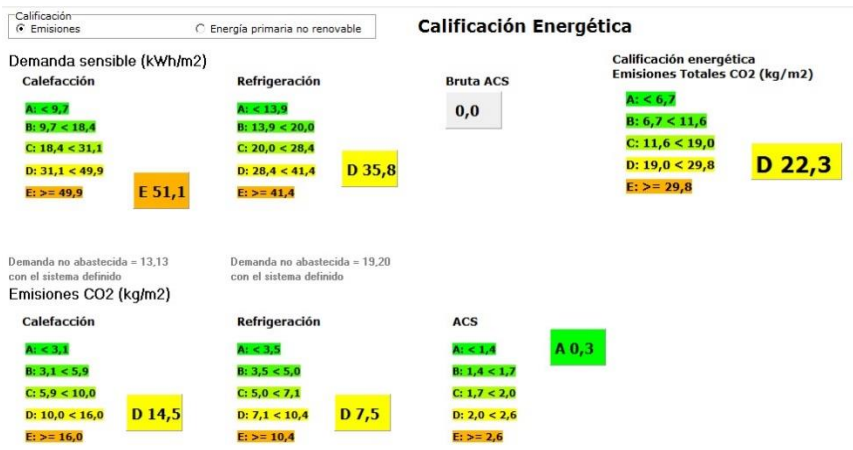 Calificación
Emisiones
Energía primaria no renovable
Calificación Energética
Demanda sensible (kWh/m2)
Calefacción
A: < 9,7
B: 9,7 < 18,4
C: 18,4 < 31,1
D: 31,1 < 49,9
E: >= 49,9
E 51,1
Refrigeración
A: < 13,9
B: 13,9 < 20,0
C: 20,0 < 28,4
D: 28,4 < 41,4
E: >= 41,4
D 35,8
Bruta ACS
0,0
Calificación energética
Emisiones Totales CO2 (kg/m2)
A: < 6,7
B: 6,7 < 11,6
C: 11,6 < 19,0
D: 19,0 < 29,8
E: >= 29,8
D 22,3
Demanda no abastecida = 13,13
con el sistema definido
Demanda no abastecida = 19,20
con el sistema definido
Emisiones CO2 (kg/m2)
Calefacción
A: < 3,1
B: 3,1 < 5,9
C: 5,9 < 10,0
D: 10,0 < 16,0
E: >= 16,0
D 14,5
Refrigeración
A: < 3,5
B: 3,5 < 5,0
C: 5,0 < 7,1
D: 7,1 < 10,4
E: >= 10,4
D 7,5
ACS
A: < 1,4
B: 1,4 < 1,7
C: 1,7 < 2,0
D: 2,0 < 2,6
E: >= 2,6
A 0,3